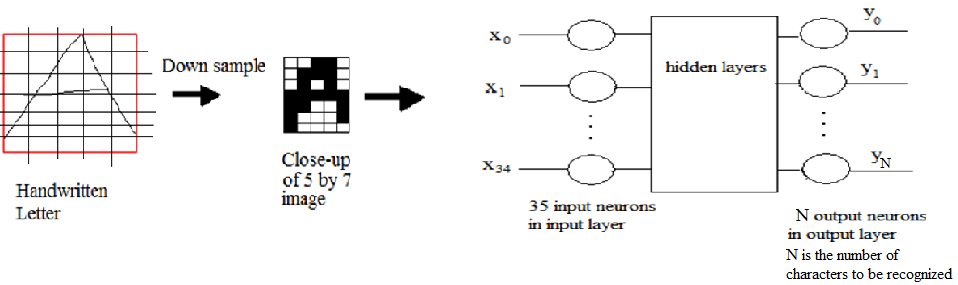 Handwritten
Letter
Down sample
Close-up
of 5 by 7
image
x0
x1
x34
35 input neurons
in input layer
hidden layers
y0
y1
yN
N output neurons
in output layer
N is the number of
characters to be recognized